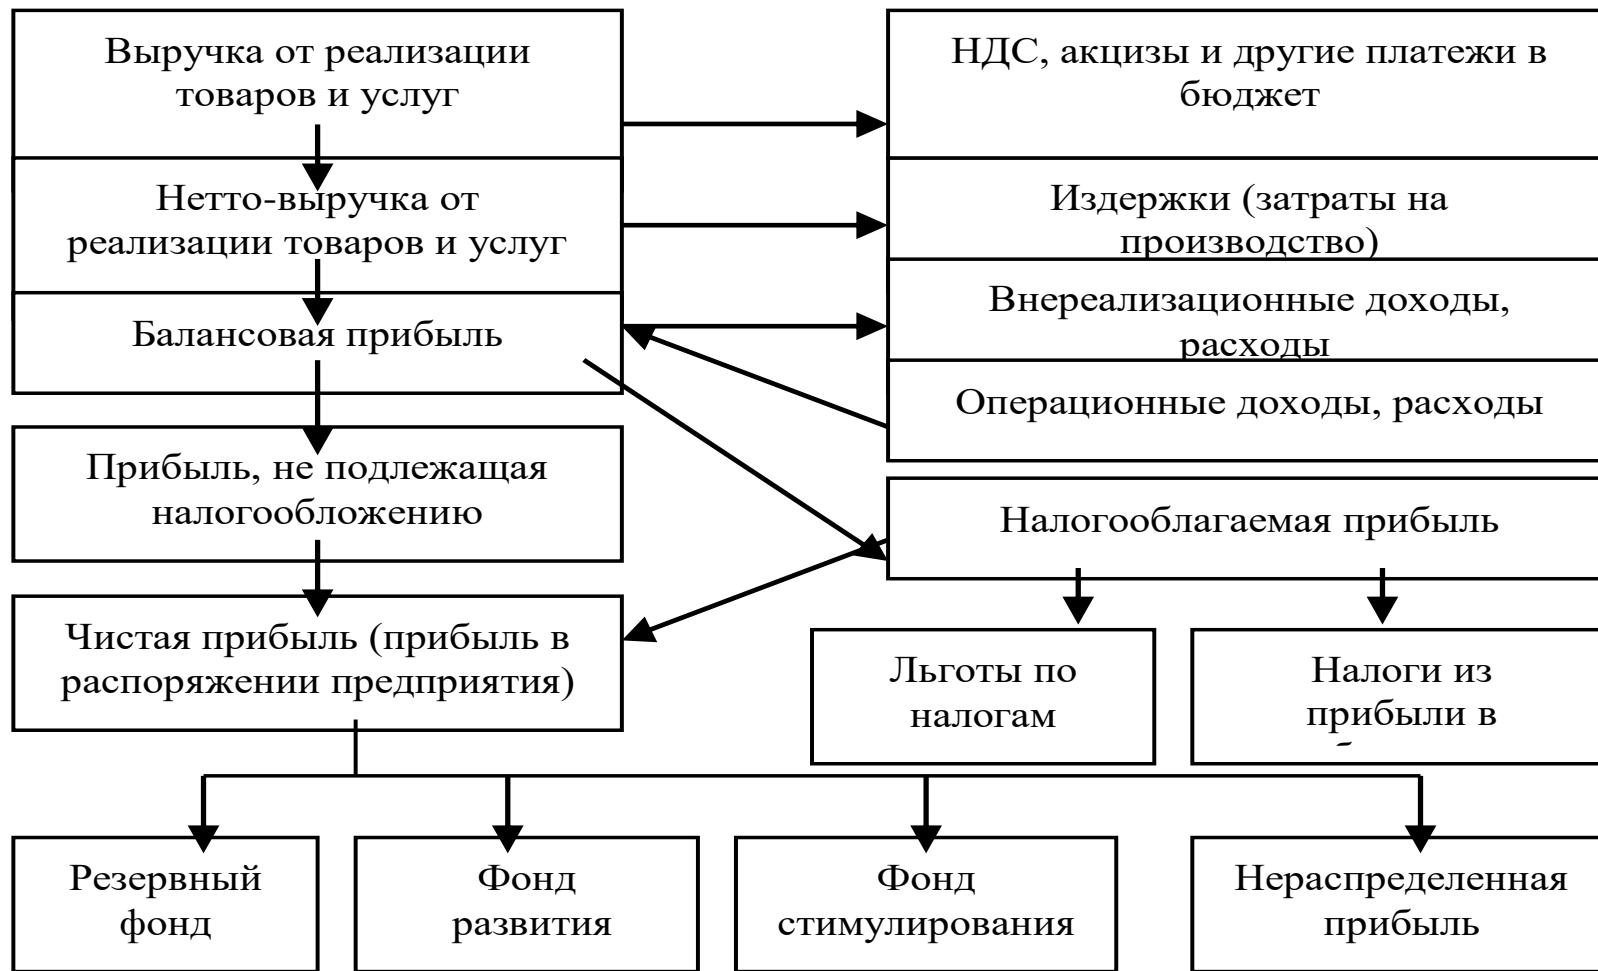 Выручка от реализации
товаров и услуг
НДС, акцизы и другие платежи в
бюджет
Нетто-выручка от
реализации товаров и услуг
Издержки (затраты на
производство)
Балансовая прибыль
Внереализационные доходы,
расходы
Операционные доходы, расходы
Прибыль, не подлежащая
налогообложению
Налогооблагаемая прибыль
Чистая прибыль (прибыль в
распоряжении предприятия)
Льготы по
налогам
Налоги из
прибыли в
Резервный
фонд
Фонд
развития
Фонд
стимулирования
Нераспределенная
прибыль